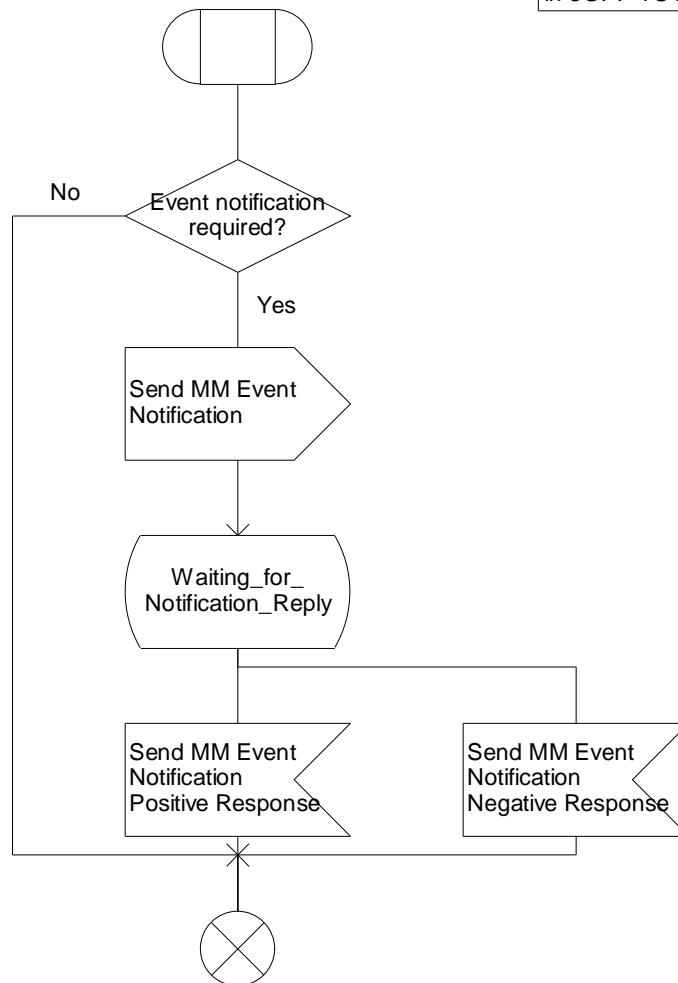 No
Event notification
required?
Yes
Send MM Event
Notification
Waiting_for_
Notification_Reply
Send MM Event
Notification
Positive Response
Send MM Event
Notification
Negative Response